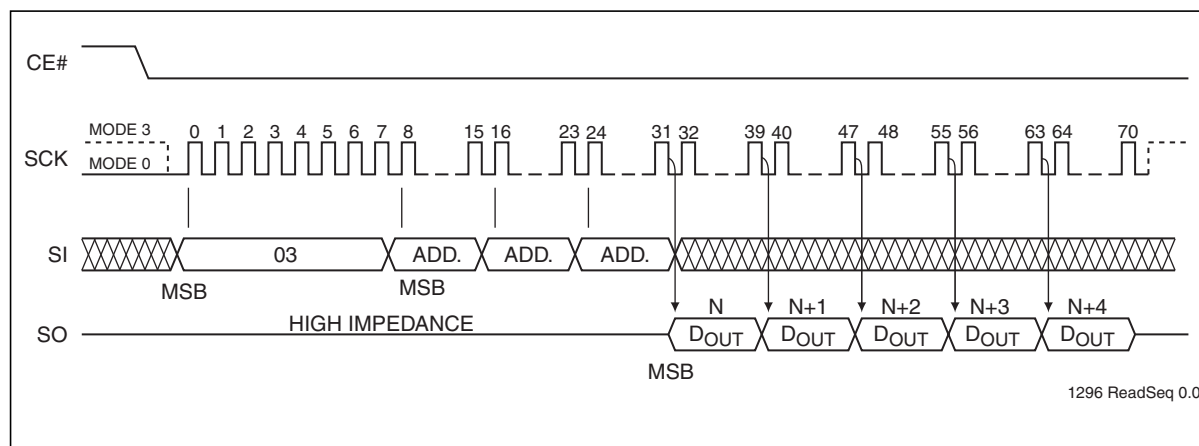 CE#
MODE 3
0 1 2 3 4 5 6 7 8 15 16 23 24 31 32 39 40 47 48 55 56 63 64 70
SCK
MODE 0
SI
03
ADD.
ADD.
ADD.
MSB
MSB
N
N+1
N+2
N+3
N+4
HIGH IMPEDANCE
SO
DOUT
DOUT
DOUT
DOUT
DOUT
MSB
1296 ReadSeq 0.0